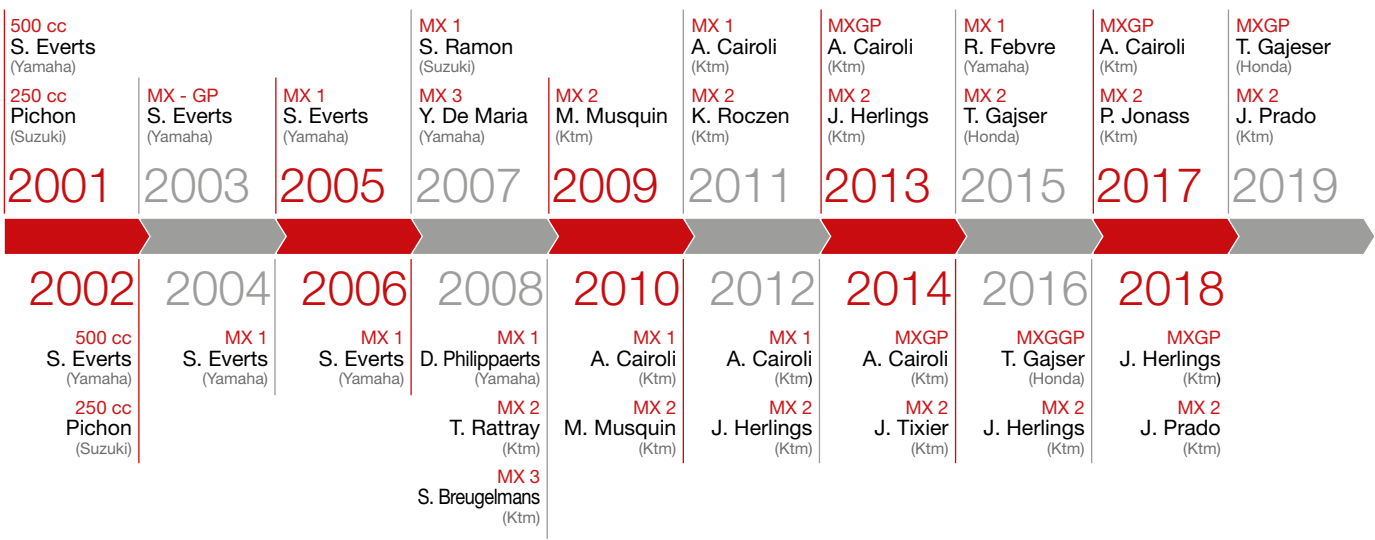 500 cc
S. Everts
(Yamaha)
250 cc
Pichon
(Suzuki)
2001
MX - GP
S. Everts
(Yamaha)
2003
MX 1
S. Everts
(Yamaha)
2005
MX 1
S. Ramon
(Suzuki)
MX 3
Y. De Maria
(Yamaha)
2007
MX 2
M. Musquin
(Ktm)
2009
MX 1
A. Cairoli
(Ktm)
MX 2
K. Roczen
(Ktm)
2011
MXGP
A. Cairoli
(Ktm)
MX 2
J. Herlings
(Ktm)
2013
MX 1
R. Febvre
(Yamaha)
MX 2
T. Gajser
(Honda)
2015
MXGP
A. Cairoli
(Ktm)
MX 2
P. Jonass
(Ktm)
2017
MXGP
T. Gajeser
(Honda)
MX 2
J. Prado
(Ktm)
2019
2002
500 cc
S. Everts
(Yamaha)
250 cc
Pichon
(Suzuki)
2004
MX 1
S. Everts
(Yamaha)
2006
MX 1
S. Everts
(Yamaha)
2008
MX 1
D. Philippaerts
(Yamaha)
MX 2
T. Rattray
(Ktm)
MX 3
S. Breugelmans
(Ktm)
2010
MX 1
A. Cairoli
(Ktm)
MX 2
M. Musquin
(Ktm)
2012
MX 1
A. Cairoli
(Ktm)
MX 2
J. Herlings
(Ktm)
2014
MXGP
A. Cairoli
(Ktm)
MX 2
J. Tixier
(Ktm)
2016
MXGGP
T. Gajser
(Honda)
MX 2
J. Herlings
(Ktm)
2018
MXGP
J. Herlings
(Ktm)
MX 2
J. Prado
(Ktm)